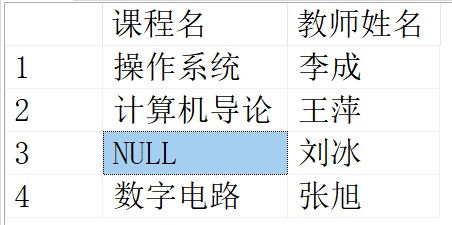 课程名 教师姓名
1 操作系统 李成
2 计算机导论 王萍
3 NULL 刘冰
4 数字电路 张旭